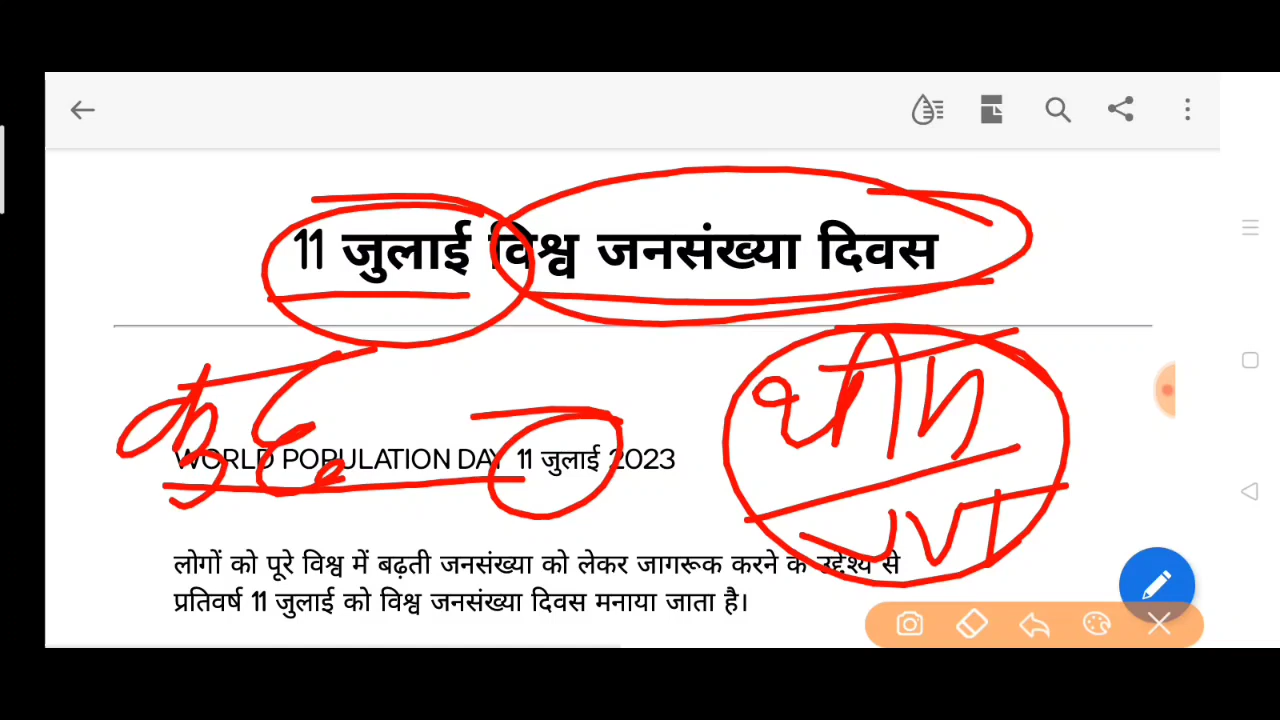 11 जुलाई विश्व जनसंख्या दिवस
WORLD POPULATION DAY 11 जुलाई 2023
थीम
लोगों को पूरे विश्व में बढ़ती जनसंख्या को लेकर जागरूक करने के उद्देश्य से
प्रतिवर्ष 11 जुलाई को विश्व जनसंख्या दिवस मनाया जाता है।